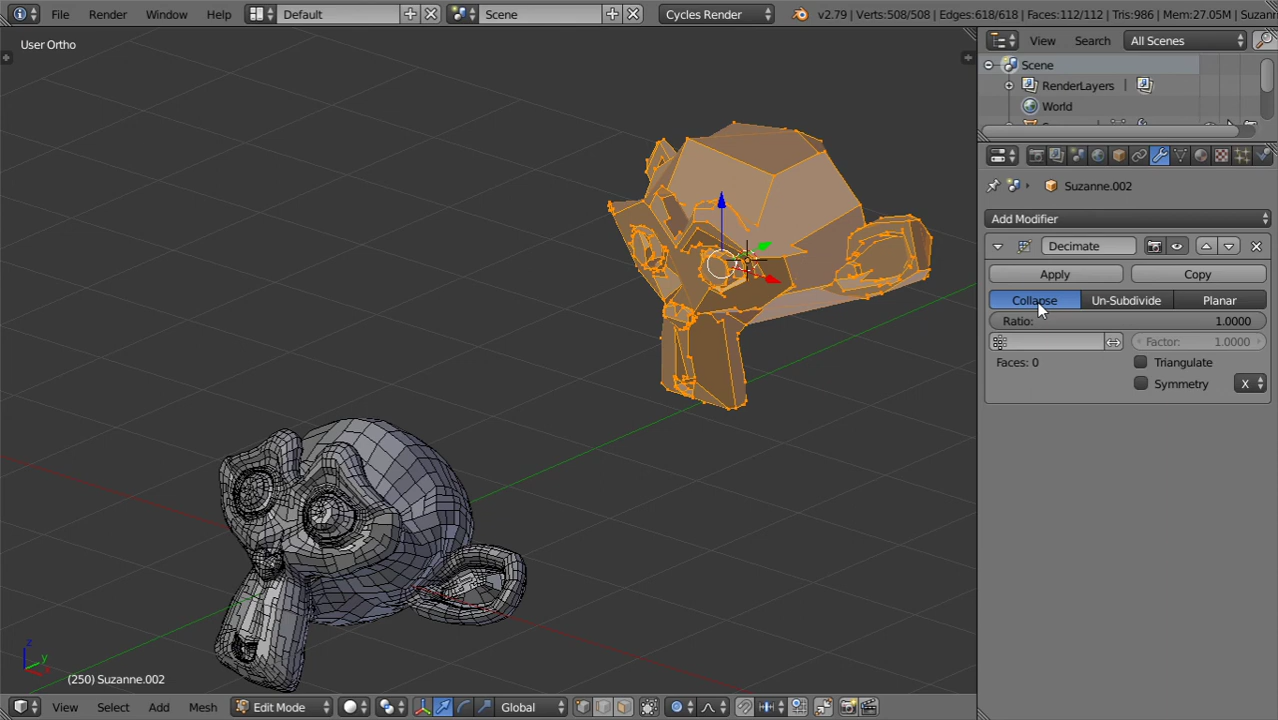 File Render Window Help Default Scene Cycles Render v2.79 | Verts:508/508 | Edges:618/618 | Faces:112/112 | Tris:986 | Mem:27.05M | Suzann
User Ortho
View Search All Scenes
Scene
RenderLayers
World
Suzanne.002
Add Modifier
Decimate
Apply Copy
Collapse Un-Subdivide Planar
Ratio: 1.0000
Factor: 1.0000
Faces: 0 Triangulate
Symmetry X
z
y
x
(250) Suzanne.002
View Select Add Mesh Edit Mode Global